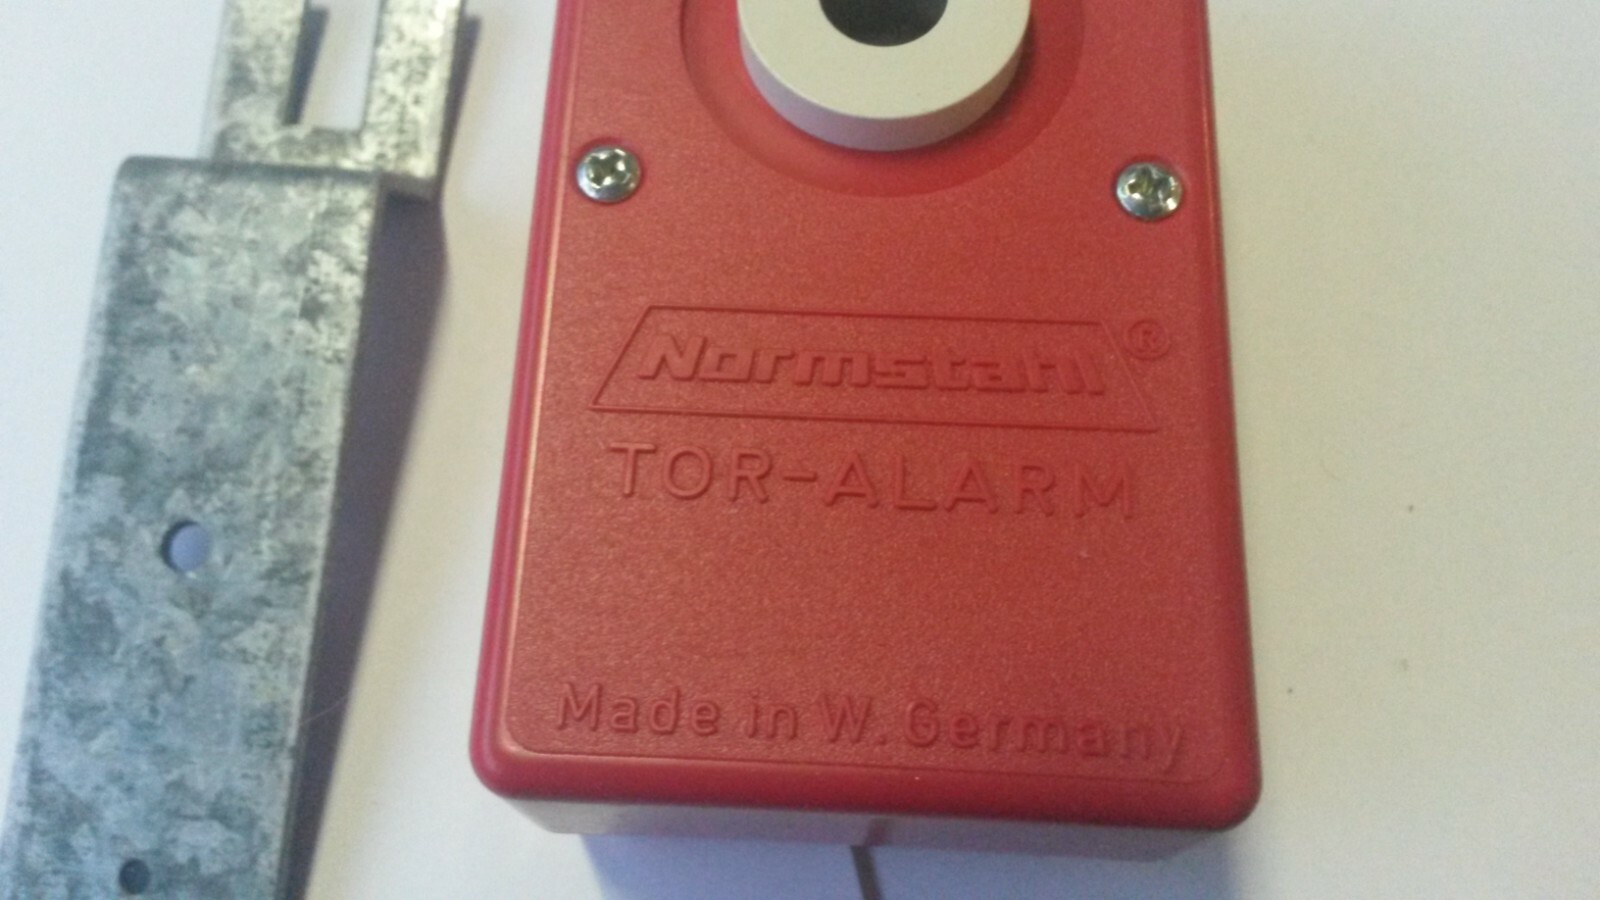 Normstahl®
TOR-ALARM
Made in W. Germany